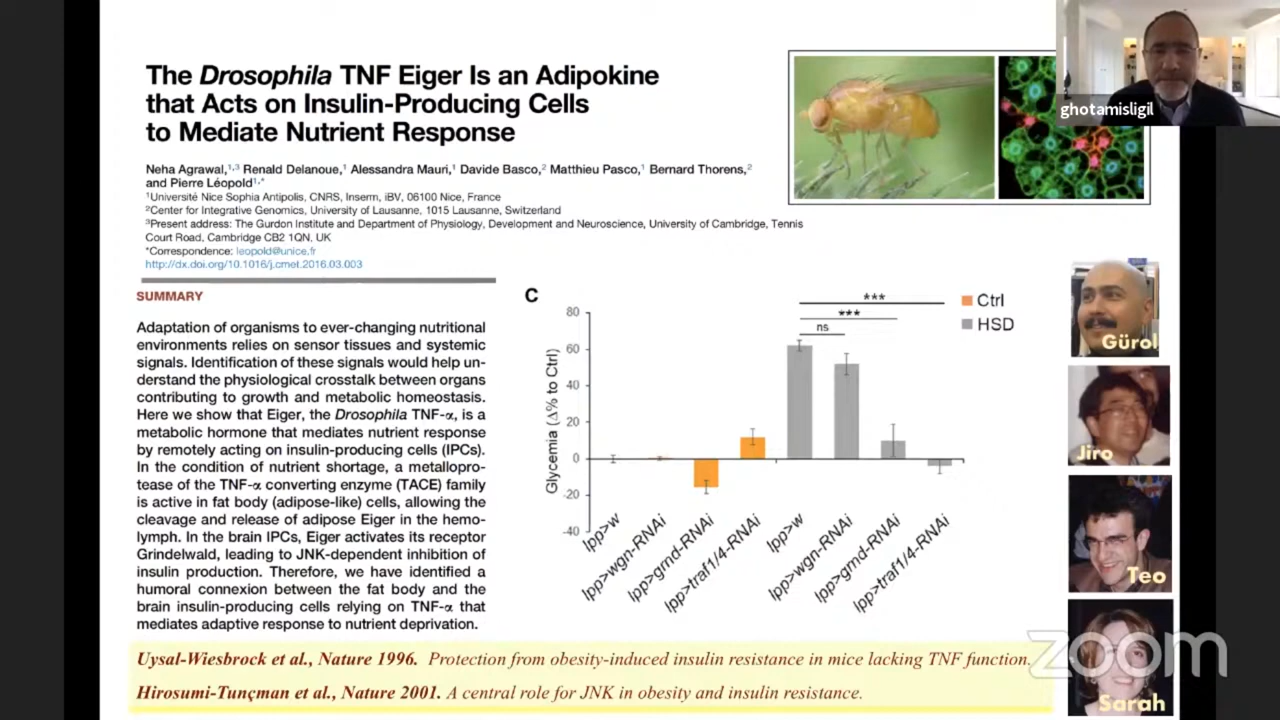 The Drosophila TNF Eiger Is an Adipokine
that Acts on Insulin-Producing Cells
to Mediate Nutrient Response
Neha Agrawal,1,3 Renald Delanoue,1 Alessandra Mauri,1 Davide Basco,2 Matthieu Pasco,1 Bernard Thorens,2
and Pierre Léopold1,*
1Université Nice Sophia Antipolis, CNRS, Inserm, iBV, 06100 Nice, France
2Center for Integrative Genomics, University of Lausanne, 1015 Lausanne, Switzerland
3Present address: The Gurdon Institute and Department of Physiology, Development and Neuroscience, University of Cambridge, Tennis
Court Road, Cambridge CB2 1QN, UK
*Correspondence: leopold@unice.fr
http://dx.doi.org/10.1016/j.cmet.2016.03.003
ghotamisligil
SUMMARY
Adaptation of organisms to ever-changing nutritional
environments relies on sensor tissues and systemic
signals. Identification of these signals would help un-
derstand the physiological crosstalk between organs
contributing to growth and metabolic homeostasis.
Here we show that Eiger, the Drosophila TNF-α, is a
metabolic hormone that mediates nutrient response
by remotely acting on insulin-producing cells (IPCs).
In the condition of nutrient shortage, a metallopro-
tease of the TNF-α converting enzyme (TACE) family
is active in fat body (adipose-like) cells, allowing the
cleavage and release of adipose Eiger in the hemo-
lymph. In the brain IPCs, Eiger activates its receptor
Grindelwald, leading to JNK-dependent inhibition of
insulin production. Therefore, we have identified a
humoral connexion between the fat body and the
brain insulin-producing cells relying on TNF-α that
mediates adaptive response to nutrient deprivation.
C
Glycemia (Δ% to Ctrl)
80
60
40
20
0
-20
-40
ns
***
***
Ctrl
HSD
lpp>w
lpp>wgn-RNAi
lpp>grnd-RNAi
lpp>traf1/4-RNAi
lpp>w
lpp>wgn-RNAi
lpp>grnd-RNAi
lpp>traf1/4-RNAi
Gürol
Jiro
Teo
Sarah
Uysal-Wiesbrock et al., Nature 1996. Protection from obesity-induced insulin resistance in mice lacking TNF function.
Hirosumi-Tunçman et al., Nature 2001. A central role for JNK in obesity and insulin resistance.
zoom